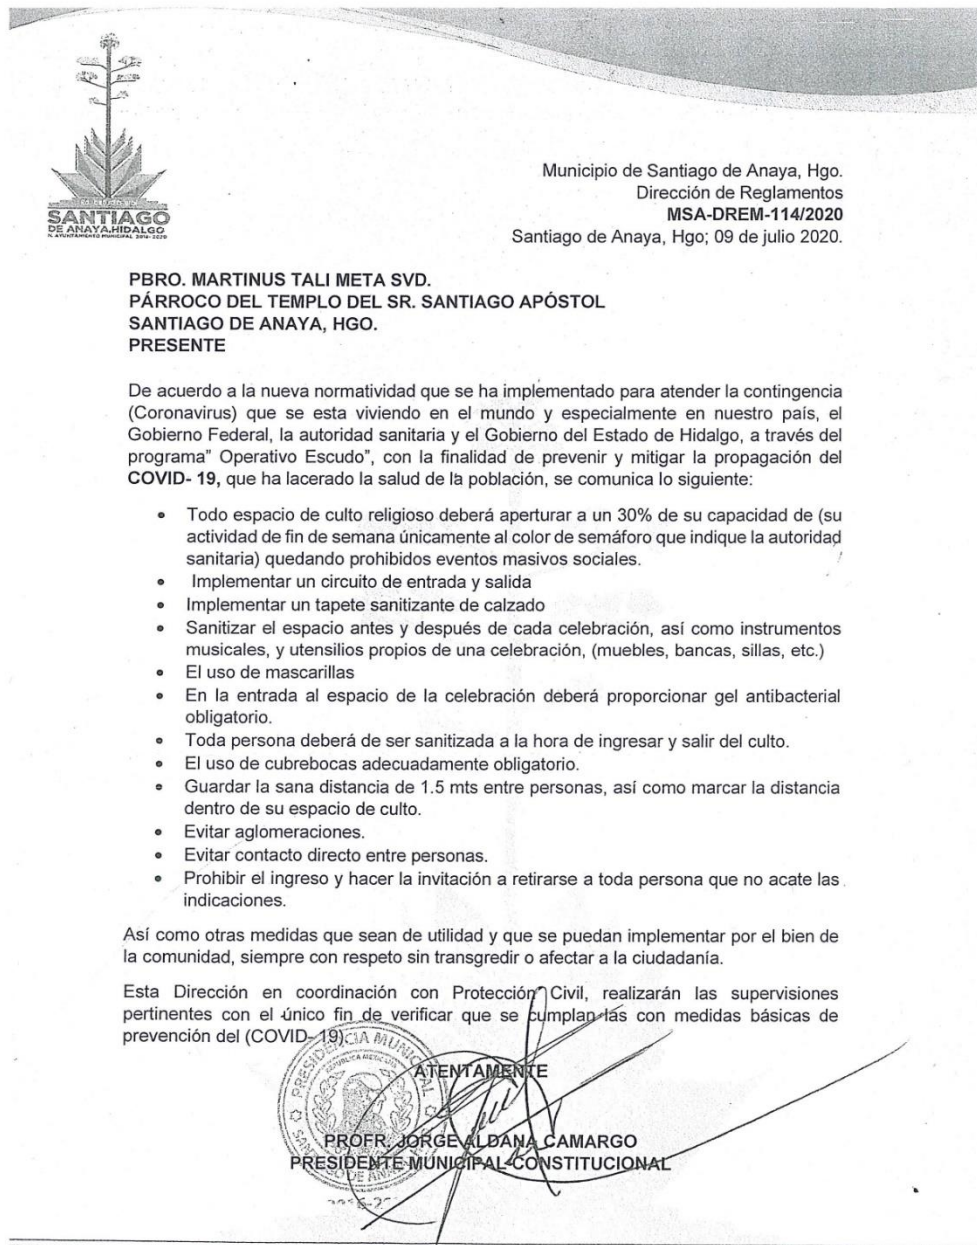 SANTIAGO
DE ANAYA, HIDALGO
H. AYUNTAMIENTO MUNICIPAL 2016-2020
Municipio de Santiago de Anaya, Hgo.
Dirección de Reglamentos
MSA-DREM-114/2020
Santiago de Anaya, Hgo; 09 de julio 2020.
PBRO. MARTINUS TALI META SVD.
PÁRROCO DEL TEMPLO DEL SR. SANTIAGO APÓSTOL
SANTIAGO DE ANAYA, HGO.
PRESENTE
De acuerdo a la nueva normatividad que se ha implementado para atender la contingencia
(Coronavirus) que se esta viviendo en el mundo y especialmente en nuestro país, el
Gobierno Federal, la autoridad sanitaria y el Gobierno del Estado de Hidalgo, a través del
programa” Operativo Escudo”, con la finalidad de prevenir y mitigar la propagación del
COVID- 19, que ha lacerado la salud de la población, se comunica lo siguiente:
• Todo espacio de culto religioso deberá aperturar a un 30% de su capacidad de (su
actividad de fin de semana únicamente al color de semáforo que indique la autoridad
sanitaria) quedando prohibidos eventos masivos sociales.
• Implementar un circuito de entrada y salida
• Implementar un tapete sanitizante de calzado
• Sanitizar el espacio antes y después de cada celebración, así como instrumentos
musicales, y utensilios propios de una celebración, (muebles, bancas, sillas, etc.)
• El uso de mascarillas
• En la entrada al espacio de la celebración deberá proporcionar gel antibacterial
obligatorio.
• Toda persona deberá de ser sanitizada a la hora de ingresar y salir del culto.
• El uso de cubrebocas adecuadamente obligatorio.
• Guardar la sana distancia de 1.5 mts entre personas, así como marcar la distancia
dentro de su espacio de culto.
• Evitar aglomeraciones.
• Evitar contacto directo entre personas.
• Prohibir el ingreso y hacer la invitación a retirarse a toda persona que no acate las
indicaciones.
Así como otras medidas que sean de utilidad y que se puedan implementar por el bien de
la comunidad, siempre con respeto sin transgredir o afectar a la ciudadanía.
Esta Dirección en coordinación con Protección Civil, realizarán las supervisiones
pertinentes con el único fin de verificar que se cumplan las con medidas básicas de
prevención del (COVID- 19).
PRESIDENCIA MUNICIPAL
ATENTAMENTE
PROFR. JORGE ALDANA CAMARGO
PRESIDENTE MUNICIPAL CONSTITUCIONAL